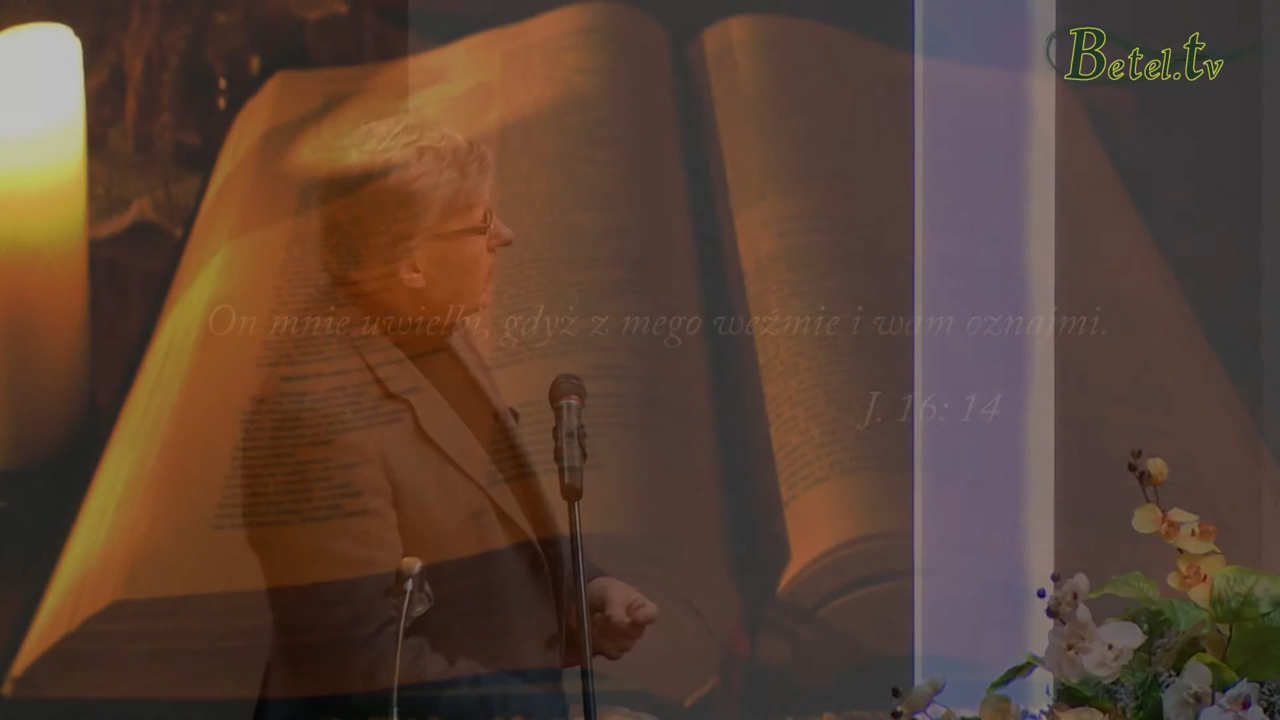 Betel.tv
On mnie uwielbi, gdyż z mego weźmie i wam oznajmi.
J. 16: 14